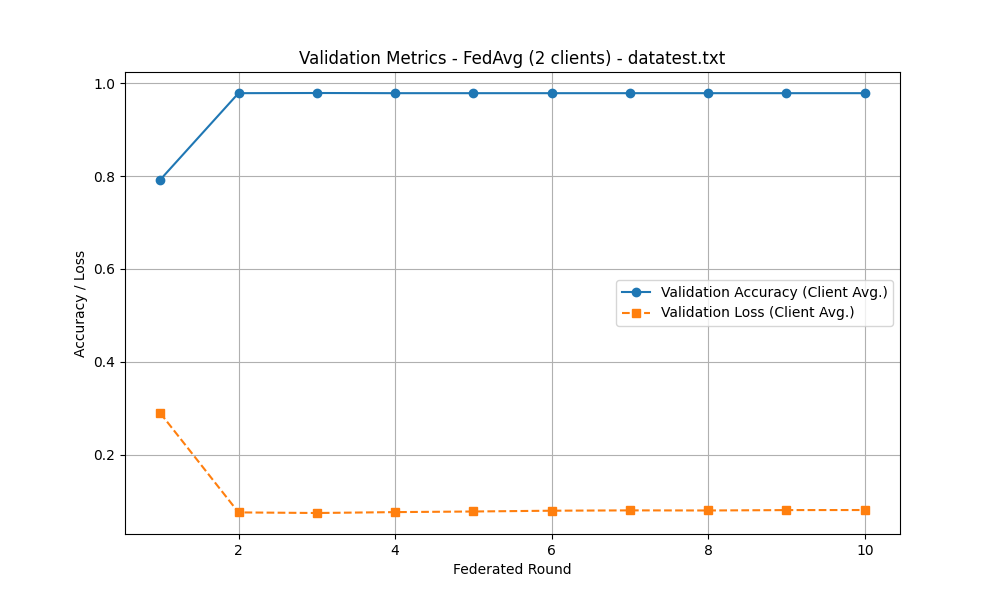 Validation Metrics - FedAvg (2 clients) - datatest.txt
1.0
0.8
0.6
0.4
0.2
Accuracy / Loss
Validation Accuracy (Client Avg.)
Validation Loss (Client Avg.)
2 4 6 8 10
Federated Round